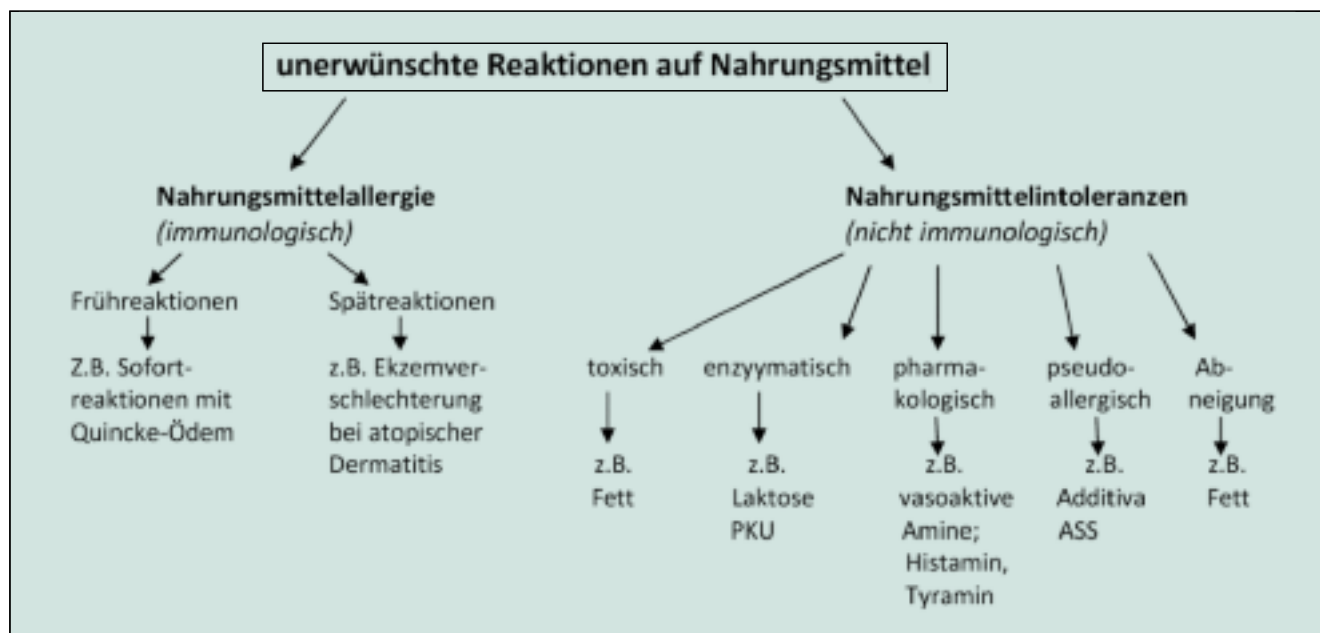 unerwünschte Reaktionen auf Nahrungsmittel
Nahrungsmittelallergie
(immunologisch)
Frühreaktionen
Z.B. Sofort-
reaktionen mit
Quincke-Ödem
Spätreaktionen
z.B. Ekzemver-
schlechterung
bei atopischer
Dermatitis
Nahrungsmittelintoleranzen
(nicht immunologisch)
toxisch
z.B.
Fett
enzyymatisch
z.B.
Laktose
PKU
pharma-
kologisch
z.B.
vasoaktive
Amine;
Histamin,
Tyramin
pseudo-
allergisch
z.B.
Additiva
ASS
Ab-
neigung
z.B.
Fett